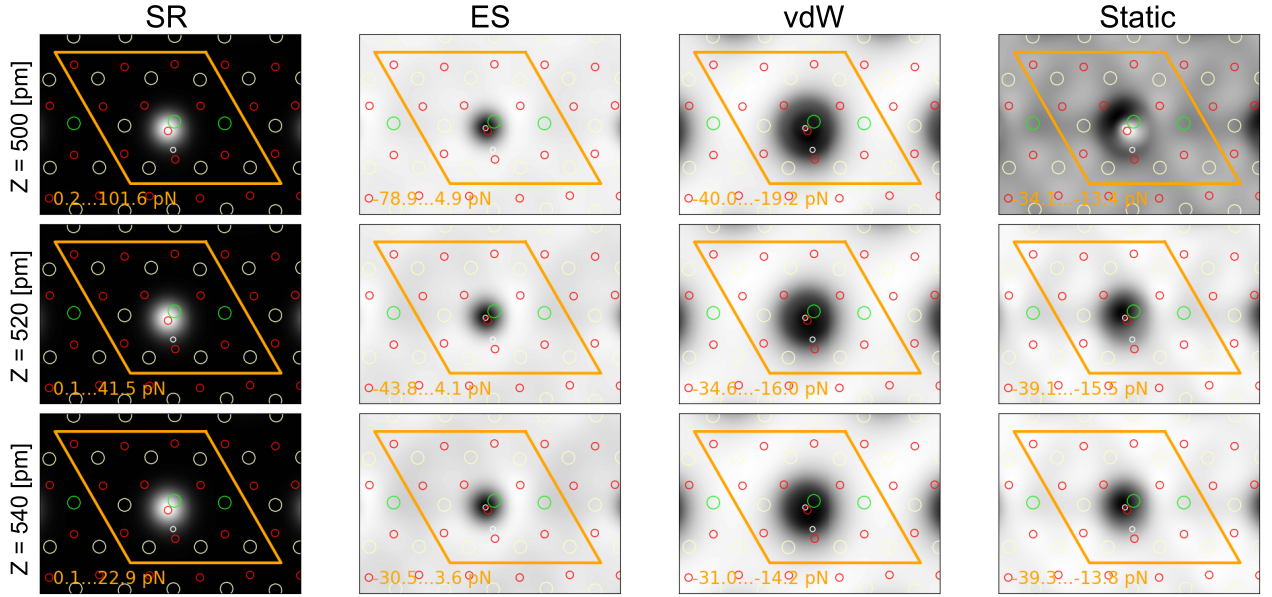 SR ES vdW Static
Z = 500 [pm]
0.2...101.6 pN -78.9...4.9 pN -40.0...-19.2 pN -34.1...-13.4 pN
Z = 520 [pm]
0.1...41.5 pN -43.8...4.1 pN -34.6...-16.0 pN -39.1...-15.5 pN
Z = 540 [pm]
0.1...22.9 pN -30.5...3.6 pN -31.0...-14.2 pN -39.3...-13.8 pN